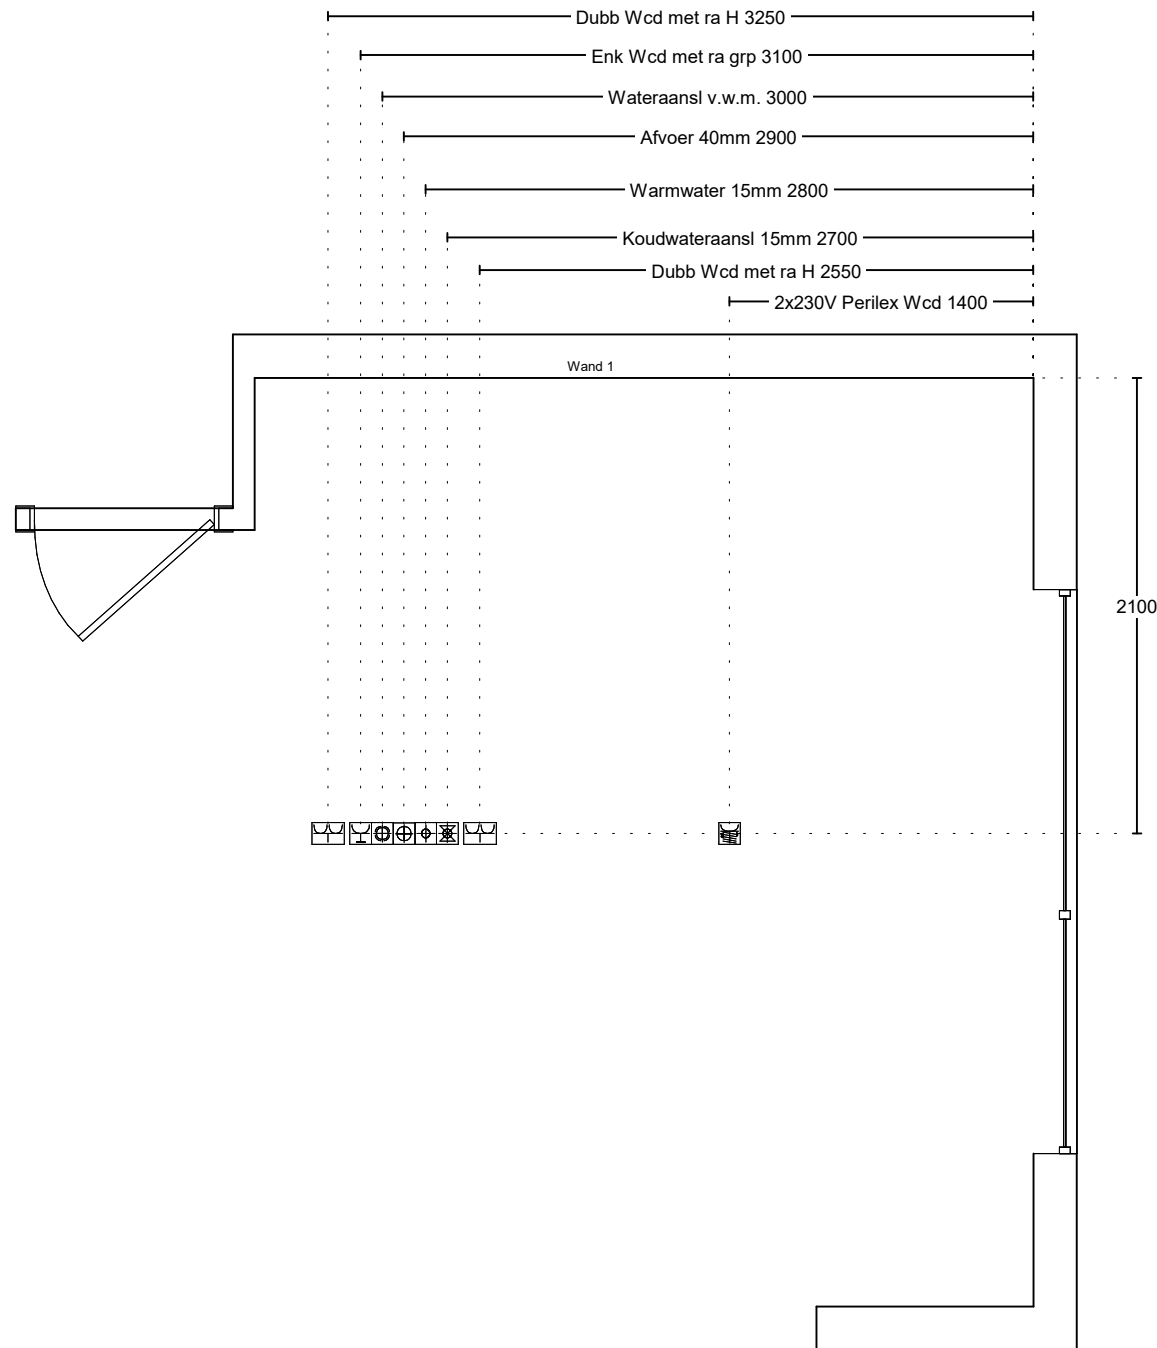 Dubb Wcd met ra H 3250
Enk Wcd met ra grp 3100
Wateraansl v.w.m. 3000
Afvoer 40mm 2900
Warmwater 15mm 2800
Koudwateraansl 15mm 2700
Dubb Wcd met ra H 2550
2x230V Perilex Wcd 1400
Wand 1
2100